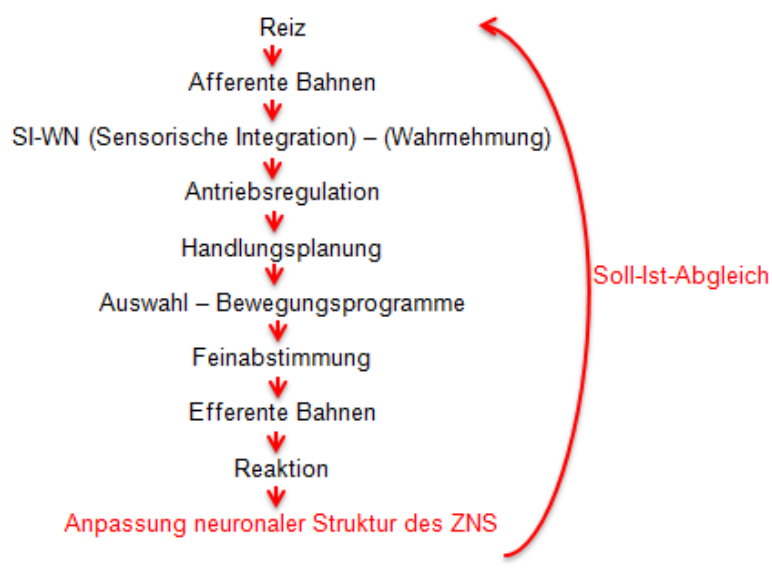 Reiz
Afferente Bahnen
SI-WN (Sensorische Integration) – (Wahrnehmung)
Antriebsregulation
Handlungsplanung
Soll-Ist-Abgleich
Auswahl – Bewegungsprogramme
Feinabstimmung
Efferente Bahnen
Reaktion
Anpassung neuronaler Struktur des ZNS